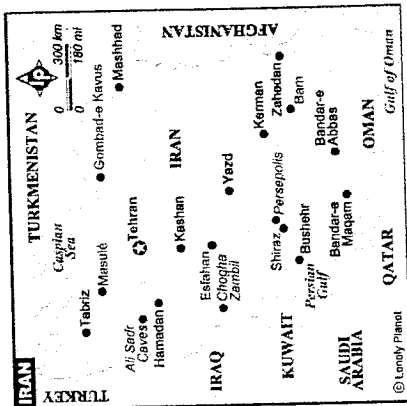 IRAN
TURKMENISTAN
0 300 km
0 180 mi
Caspian
Sea
Gombad-e Kavus
Mashhad
Tabriz
Masulé
TURKEY
Tehran
Ali Sadr
Caves
Hamadan
Kashan
IRAN
AFGHANISTAN
Esfahan
Chogha
Zambil
Yazd
IRAQ
Kerman
Zahedan
Shiraz
Persepolis
Bam
KUWAIT
Bushehr
Persian
Gulf
Bandar-e
Abbas
Bandar-e
Maqam
SAUDI
ARABIA
QATAR
OMAN
Gulf of Oman
© Lonely Planet